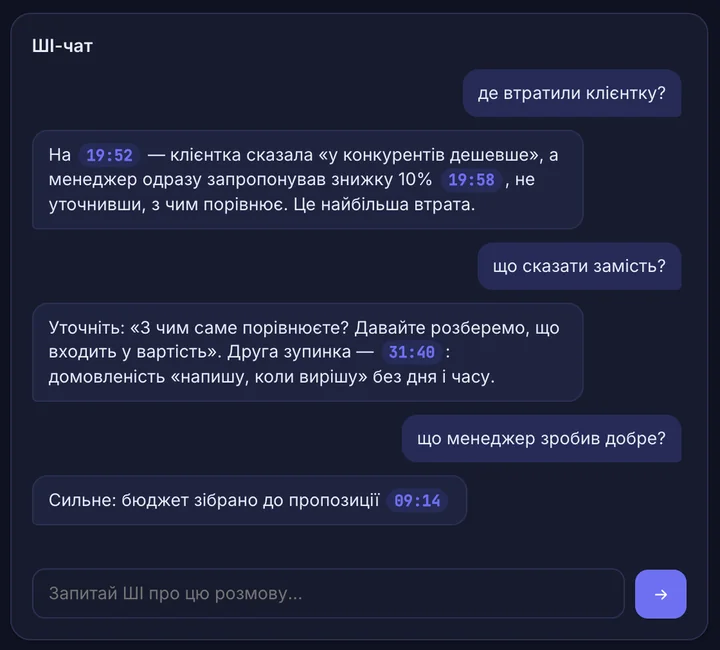 ШІ-чат
де втратили клієнтку?
На 19:52 — клієнтка сказала «у конкурентів дешевше», а
менеджер одразу запропонував знижку 10% 19:58 , не
уточнивши, з чим порівнює. Це найбільша втрата.
що сказати замість?
Уточніть: «З чим саме порівнюєте? Давайте розберемо, що
входить у вартість». Друга зупинка — 31:40 :
домовленість «напишу, коли вирішу» без дня і часу.
що менеджер зробив добре?
Сильне: бюджет зібрано до пропозиції 09:14
Запитай ШІ про цю розмову...
→